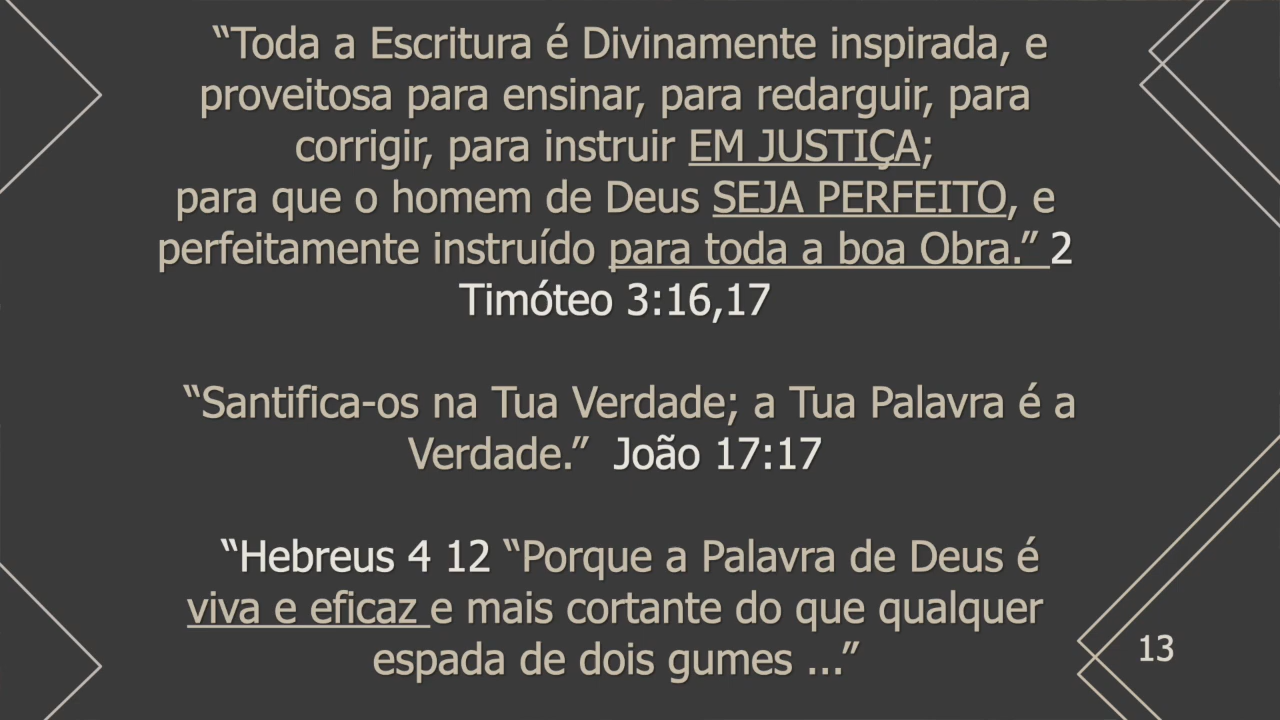 “Toda a Escritura é Divinamente inspirada, e
proveitosa para ensinar, para redarguir, para
corrigir, para instruir EM JUSTIÇA;
para que o homem de Deus SEJA PERFEITO, e
perfeitamente instruído para toda a boa Obra.” 2
Timóteo 3:16,17
“Santifica-os na Tua Verdade; a Tua Palavra é a
Verdade.” João 17:17
“Hebreus 4 12 “Porque a Palavra de Deus é
viva e eficaz e mais cortante do que qualquer
espada de dois gumes ...”
13